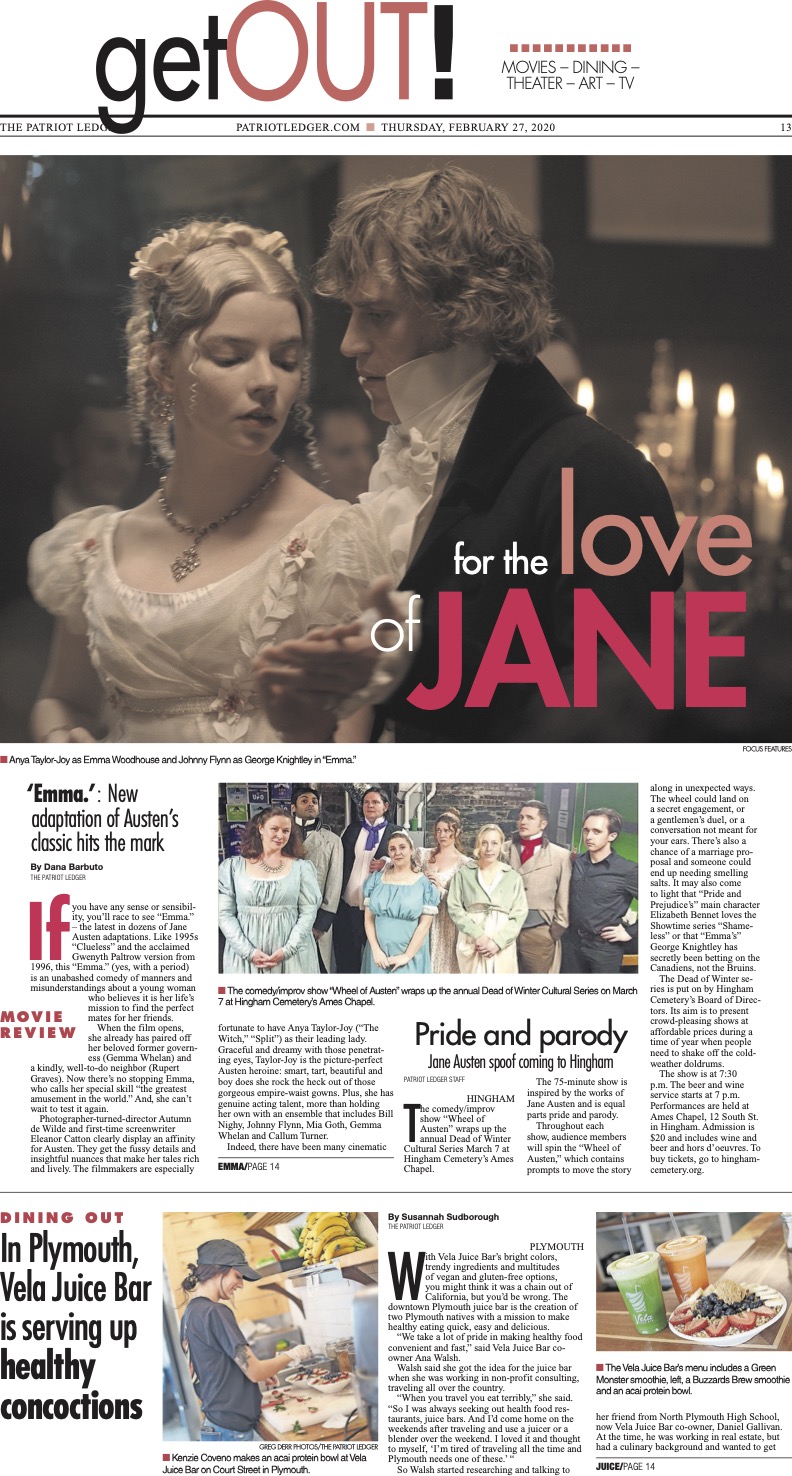 getOUT!
MOVIES – DINING –
THEATER – ART – TV
THE PATRIOT LEDG
PATRIOTLEDGER.COM ■ THURSDAY, FEBRUARY 27, 2020
13
for the love
of JANE
FOCUS FEATURES
■ Anya Taylor-Joy as Emma Woodhouse and Johnny Flynn as George Knightley in “Emma.”
‘Emma.’: New
adaptation of Austen’s
classic hits the mark
By Dana Barbuto
THE PATRIOT LEDGER
If you have any sense or sensibil-
ity, you’ll race to see “Emma.”
– the latest in dozens of Jane
Austen adaptations. Like 1995s
“Clueless” and the acclaimed
Gwenyth Paltrow version from
1996, this “Emma.” (yes, with a period)
is an unabashed comedy of manners and
misunderstandings about a young woman
who believes it is her life’s
mission to find the perfect
mates for her friends.
MOVIE
REVIEW
When the film opens,
she already has paired off
her beloved former govern-
ess (Gemma Whelan) and
a kindly, well-to-do neighbor (Rupert
Graves). Now there’s no stopping Emma,
who calls her special skill “the greatest
amusement in the world.” And, she can’t
wait to test it again.
Photographer-turned-director Autumn
de Wilde and first-time screenwriter
Eleanor Catton clearly display an affinity
for Austen. They get the fussy details and
insightful nuances that make her tales rich
and lively. The filmmakers are especially
fortunate to have Anya Taylor-Joy (“The
Witch,” “Split”) as their leading lady.
Graceful and dreamy with those penetrat-
ing eyes, Taylor-Joy is the picture-perfect
Austen heroine: smart, tart, beautiful and
boy does she rock the heck out of those
gorgeous empire-waist gowns. Plus, she has
genuine acting talent, more than holding
her own with an ensemble that includes Bill
Nighy, Johnny Flynn, Mia Goth, Gemma
Whelan and Callum Turner.
Indeed, there have been many cinematic
EMMA/PAGE 14
■ The comedy/improv show “Wheel of Austen” wraps up the annual Dead of Winter Cultural Series on March
7 at Hingham Cemetery’s Ames Chapel.
Pride and parody
Jane Austen spoof coming to Hingham
PATRIOT LEDGER STAFF
HINGHAM
The comedy/improv
show “Wheel of
Austen” wraps up the
annual Dead of Winter
Cultural Series March 7 at
Hingham Cemetery’s Ames
Chapel.
The 75-minute show is
inspired by the works of
Jane Austen and is equal
parts pride and parody.
Throughout each
show, audience members
will spin the “Wheel of
Austen,” which contains
prompts to move the story
along in unexpected ways.
The wheel could land on
a secret engagement, or
a gentlemen’s duel, or a
conversation not meant for
your ears. There’s also a
chance of a marriage pro-
posal and someone could
end up needing smelling
salts. It may also come
to light that “Pride and
Prejudice’s” main character
Elizabeth Bennet loves the
Showtime series “Shame-
less” or that “Emma’s”
George Knightley has
secretly been betting on the
Canadiens, not the Bruins.
The Dead of Winter se-
ries is put on by Hingham
Cemetery’s Board of Direc-
tors. Its aim is to present
crowd-pleasing shows at
affordable prices during a
time of year when people
need to shake off the cold-
weather doldrums.
The show is at 7:30
p.m. The beer and wine
service starts at 7 p.m.
Performances are held at
Ames Chapel, 12 South St.
in Hingham. Admission is
$20 and includes wine and
beer and hors d’oeuvres. To
buy tickets, go to hingham-
cemetery.org.
DINING OUT
In Plymouth,
Vela Juice Bar
is serving up
healthy
concoctions
GREG DERR PHOTOS/THE PATRIOT LEDGER
■ Kenzie Coveno makes an acai protein bowl at Vela
Juice Bar on Court Street in Plymouth.
By Susannah Sudborough
THE PATRIOT LEDGER
PLYMOUTH
With Vela Juice Bar’s bright colors,
trendy ingredients and multitudes
of vegan and gluten-free options,
you might think it was a chain out of
California, but you’d be wrong. The
downtown Plymouth juice bar is the creation of
two Plymouth natives with a mission to make
healthy eating quick, easy and delicious.
“We take a lot of pride in making healthy food
convenient and fast,” said Vela Juice Bar co-
owner Ana Walsh.
Walsh said she got the idea for the juice bar
when she was working in non-profit consulting,
traveling all over the country.
“When you travel you eat terribly,” she said.
“So I was always seeking out health food res-
taurants, juice bars. And I’d come home on the
weekends after traveling and use a juicer or a
blender over the weekend. I loved it and thought
to myself, ‘I’m tired of traveling all the time and
Plymouth needs one of these.’ “
So Walsh started researching and talking to
Vela
■ The Vela Juice Bar’s menu includes a Green
Monster smoothie, left, a Buzzards Brew smoothie
and an acai protein bowl.
her friend from North Plymouth High School,
now Vela Juice Bar co-owner, Daniel Gallivan.
At the time, he was working in real estate, but
had a culinary background and wanted to get
JUICE/PAGE 14